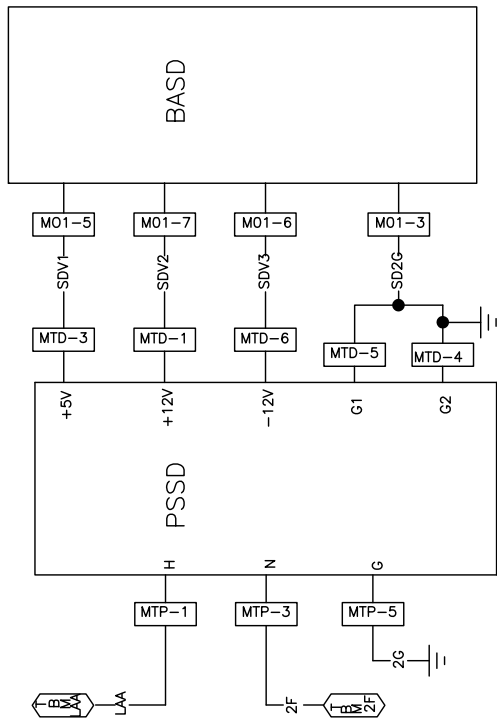 BASD
M01-5
M01-7
M01-6
M01-3
SDV1
SDV2
SDV3
SD2G
MTD-3
MTD-1
MTD-6
MTD-5
MTD-4
+5V
+12V
-12V
G1
G2
PSSD
H
N
G
MTP-1
MTP-3
MTP-5
TBM
LAA
LAA
2F
TBM
2F
2G